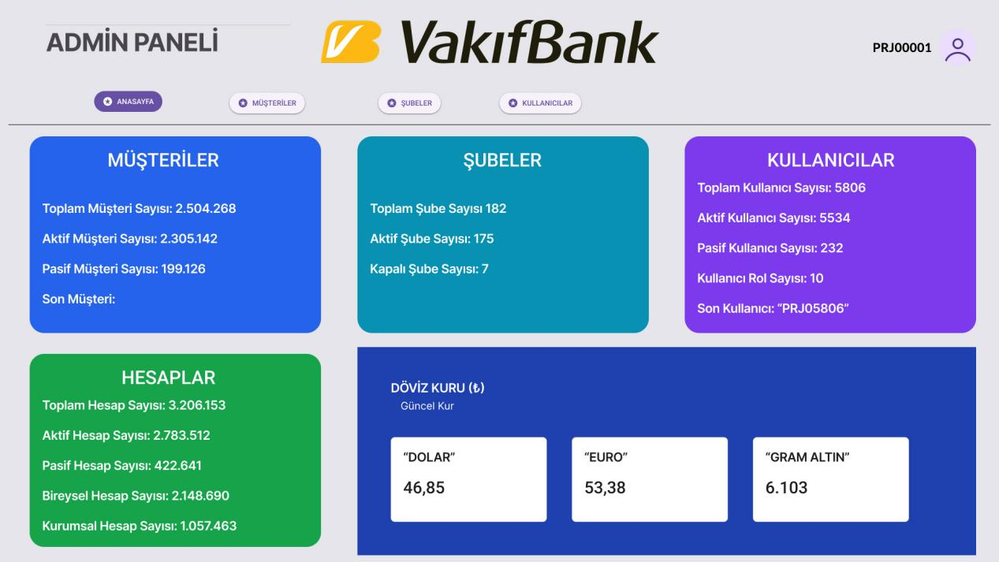 ADMİN PANELİ
VakıfBank
PRJ00001
ANASAYFA
MÜŞTERİLER
ŞUBELER
KULLANICILAR
MÜŞTERİLER
Toplam Müşteri Sayısı: 2.504.268
Aktif Müşteri Sayısı: 2.305.142
Pasif Müşteri Sayısı: 199.126
Son Müşteri:
ŞUBELER
Toplam Şube Sayısı 182
Aktif Şube Sayısı: 175
Kapalı Şube Sayısı: 7
KULLANICILAR
Toplam Kullanıcı Sayısı: 5806
Aktif Kullanıcı Sayısı: 5534
Pasif Kullanıcı Sayısı: 232
Kullanıcı Rol Sayısı: 10
Son Kullanıcı: “PRJ05806”
HESAPLAR
Toplam Hesap Sayısı: 3.206.153
Aktif Hesap Sayısı: 2.783.512
Pasif Hesap Sayısı: 422.641
Bireysel Hesap Sayısı: 2.148.690
Kurumsal Hesap Sayısı: 1.057.463
DÖVİZ KURU (₺)
Güncel Kur
“DOLAR”
46,85
“EURO”
53,38
“GRAM ALTIN”
6.103